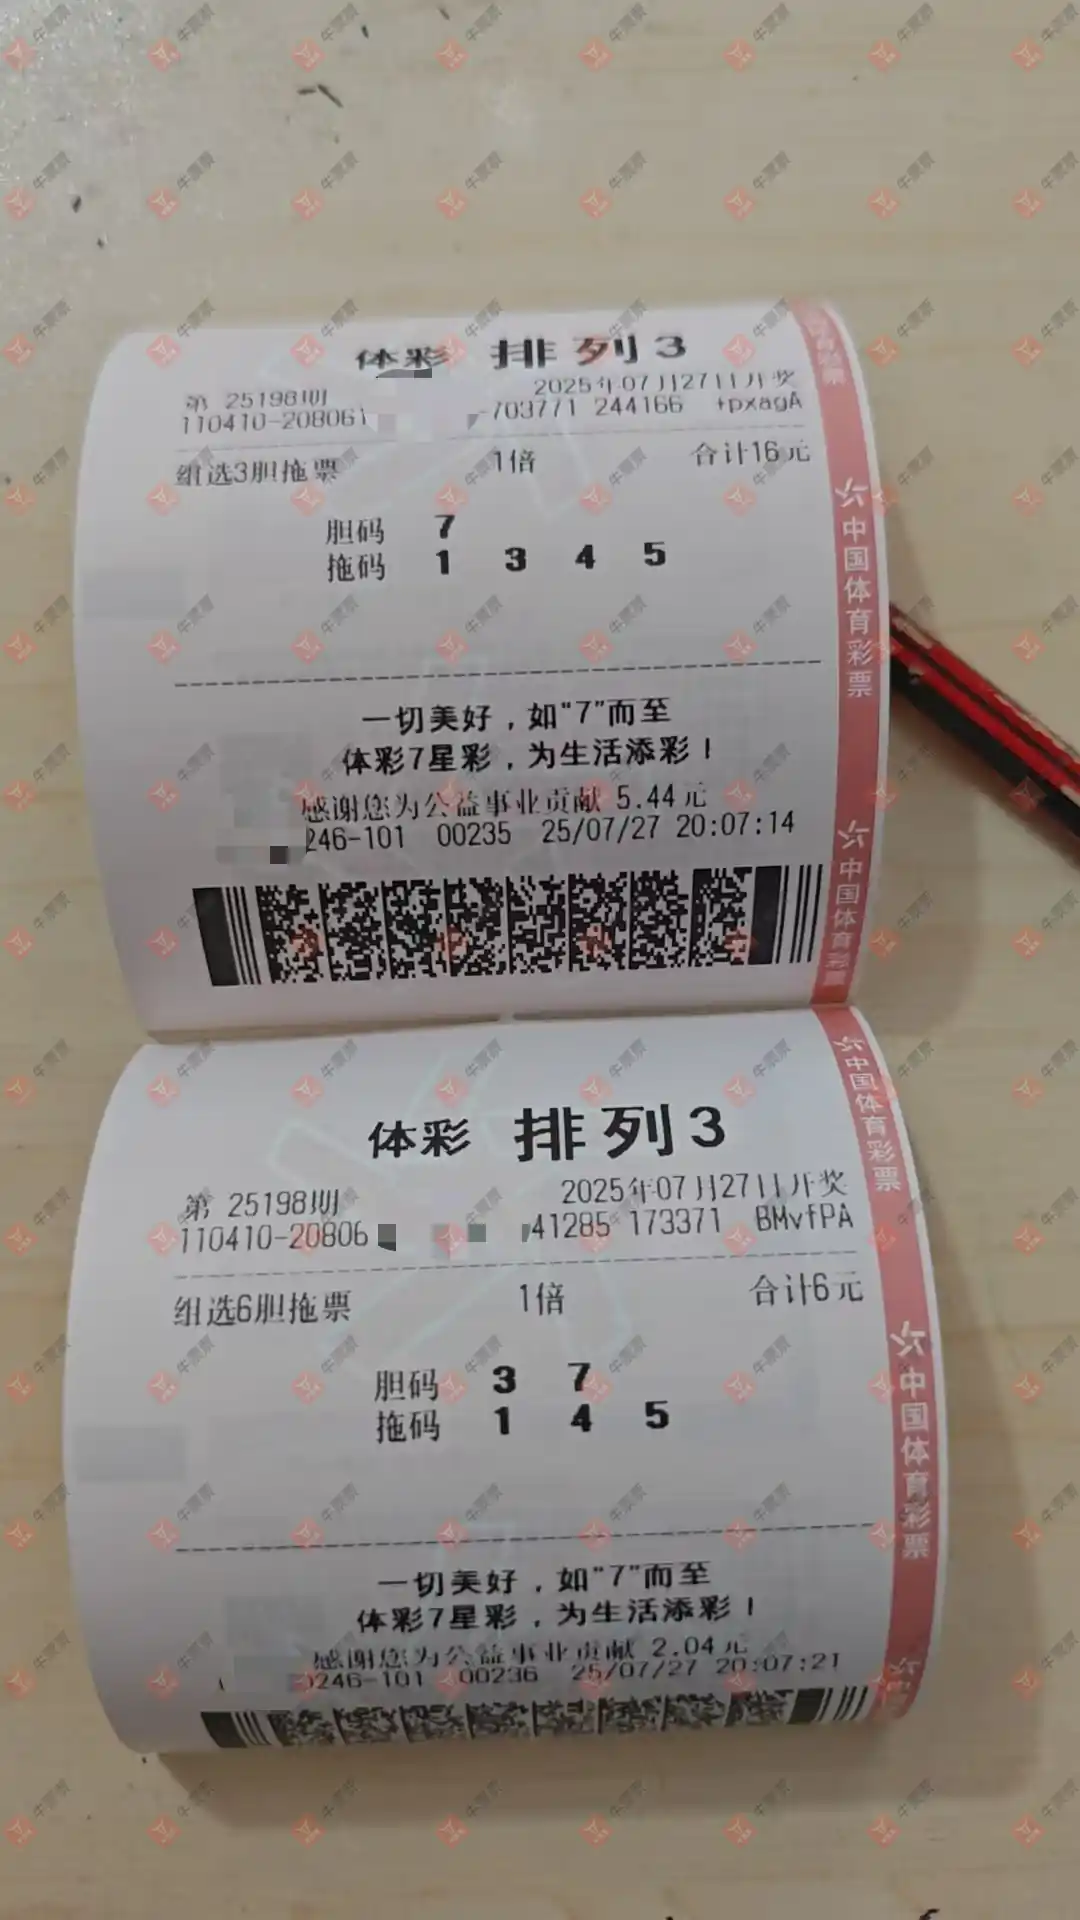 体彩 排列3
第 25198期 2025年07月27日开奖
110410-208061 -703771 244166 +pxagA
组选3胆拖票 1倍 合计16元
胆码 7
拖码 1 3 4 5
一切美好，如“7”而至
体彩7星彩，为生活添彩！
感谢您为公益事业贡献 5.44元
246-101 00235 25/07/27 20:07:14
中国体育彩票
中国体育彩票
体彩 排列3
第 25198期 2025年07月27日开奖
110410-20806 41285 173371 BMvfPA
组选6胆拖票 1倍 合计6元
胆码 3 7
拖码 1 4 5
一切美好，如“7”而至
体彩7星彩，为生活添彩！
感谢您为公益事业贡献 2.04元
0246-101 00236 25/07/27 20:07:21
中国体育彩票
中国体育彩票
牛票票